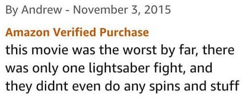 By Andrew - November 3, 2015
Amazon Verified Purchase
this movie was the worst by far, there
was only one lightsaber fight, and
they didnt even do any spins and stuff